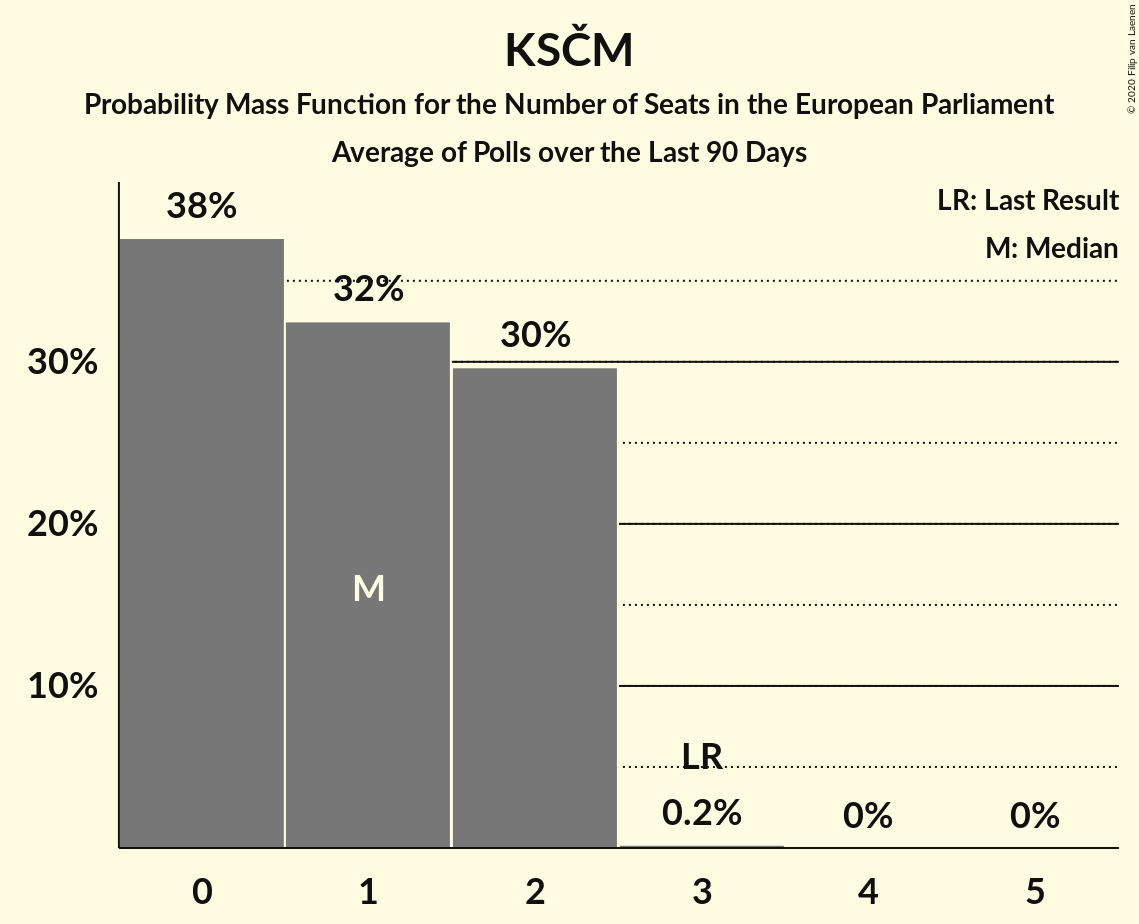 KSČM
Probability Mass Function for the Number of Seats in the European Parliament
Average of Polls over the Last 90 Days
© 2020 Filip van Laenen
LR: Last Result
M: Median
38%
32%
30%
30%
20%
10%
M
LR
0.2%
0%
0%
0
1
2
3
4
5